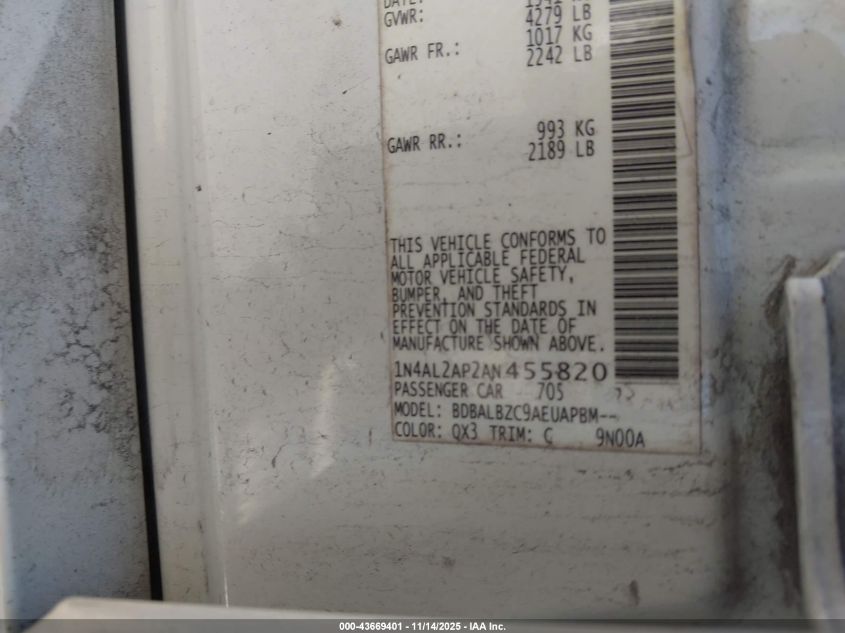 DATE:
GVWR: 4279 LB
1017 KG
GAWR FR.: 2242 LB
993 KG
GAWR RR.: 2189 LB
THIS VEHICLE CONFORMS TO
ALL APPLICABLE FEDERAL
MOTOR VEHICLE SAFETY,
BUMPER, AND THEFT
PREVENTION STANDARDS IN
EFFECT ON THE DATE OF
MANUFACTURE SHOWN ABOVE.
1N4AL2AP2AN455820
PASSENGER CAR 705
MODEL: BDBALBZC9AEUAPBM--
COLOR: QX3 TRIM: C 9N00A
000-43669401 - 11/14/2025 - IAA Inc.